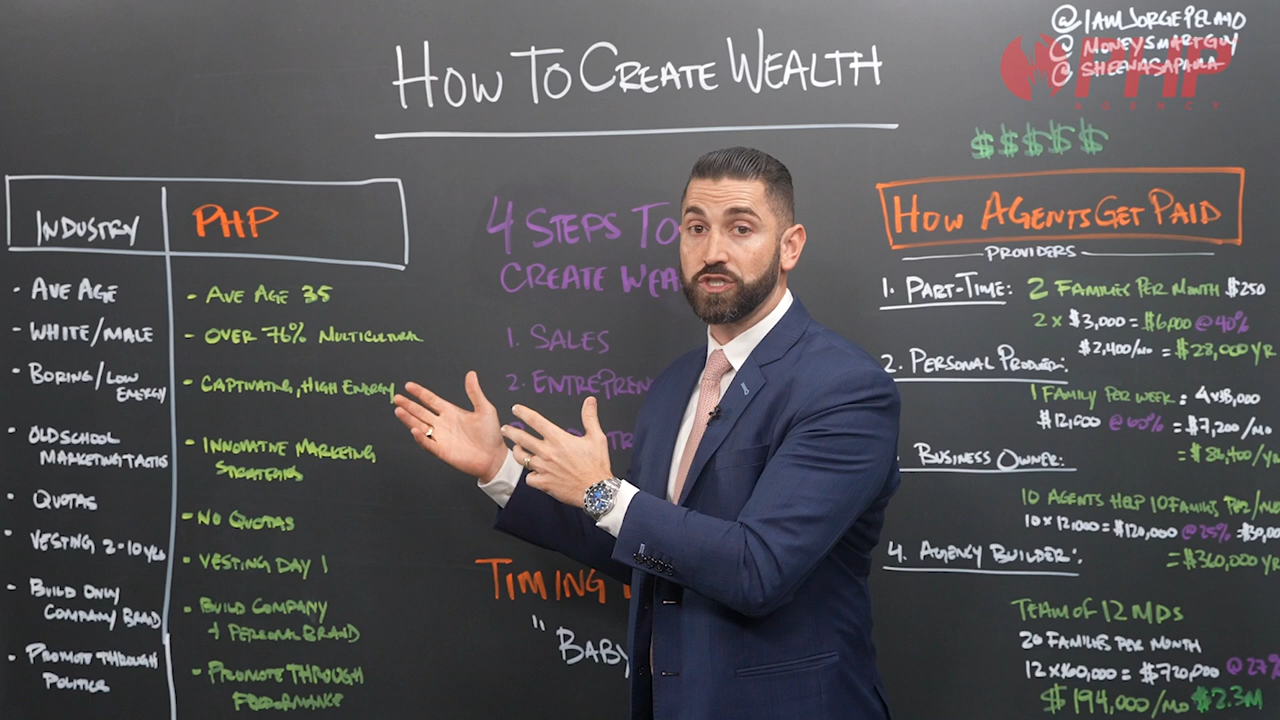 @IAMJORGEPELAYO
@ MONEYSMARTGUY
@ SHEENASAPAULA
PHP
AGENCY
HOW TO CREATE WEALTH
$ $ $ $ $
INDUSTRY
PHP
• AVE AGE
• AVE AGE 35
• WHITE/MALE
• OVER 76% MULTICULTURAL
• BORING/LOW
ENERGY
• CAPTIVATING, HIGH ENERGY
• OLD SCHOOL
MARKETING TACTICS
• INNOVATIVE MARKETING
STRATEGIES
• QUOTAS
• NO QUOTAS
• VESTING 2-10 YRS
• VESTING DAY 1
• BUILD ONLY
COMPANY BRAND
• BUILD COMPANY
+ PERSONAL BRAND
• PROMOTE THROUGH
POLITICS
• PROMOTE THROUGH
4 STEPS TO
CREATE
1. SALES
2.
TIMING
"BABY
HOW AGENTS GET PAID
PROVIDERS
1. PART-TIME: 2 FAMILIES PER MONTH $250
2 x $3,000 = $6,000 @ 40%
$2,400/MO = $28,000 YR
2. PERSONAL PRODUCER:
1 FAMILY PER WEEK: 4x$3,000
$12,000 @ 60% = $7,200/MO
= $86,400/YR
BUSINESS OWNER:
10 AGENTS HELP 10 FAMILIES PER/MO
10 x 12,000 = $120,000 @ 25%
= $360,000 YR
4. AGENCY BUILDER:
TEAM OF 12 MDS
20 FAMILIES PER MONTH
12 x $60,000 = $720,000 @ 27%
$194,000/MO $2.3M